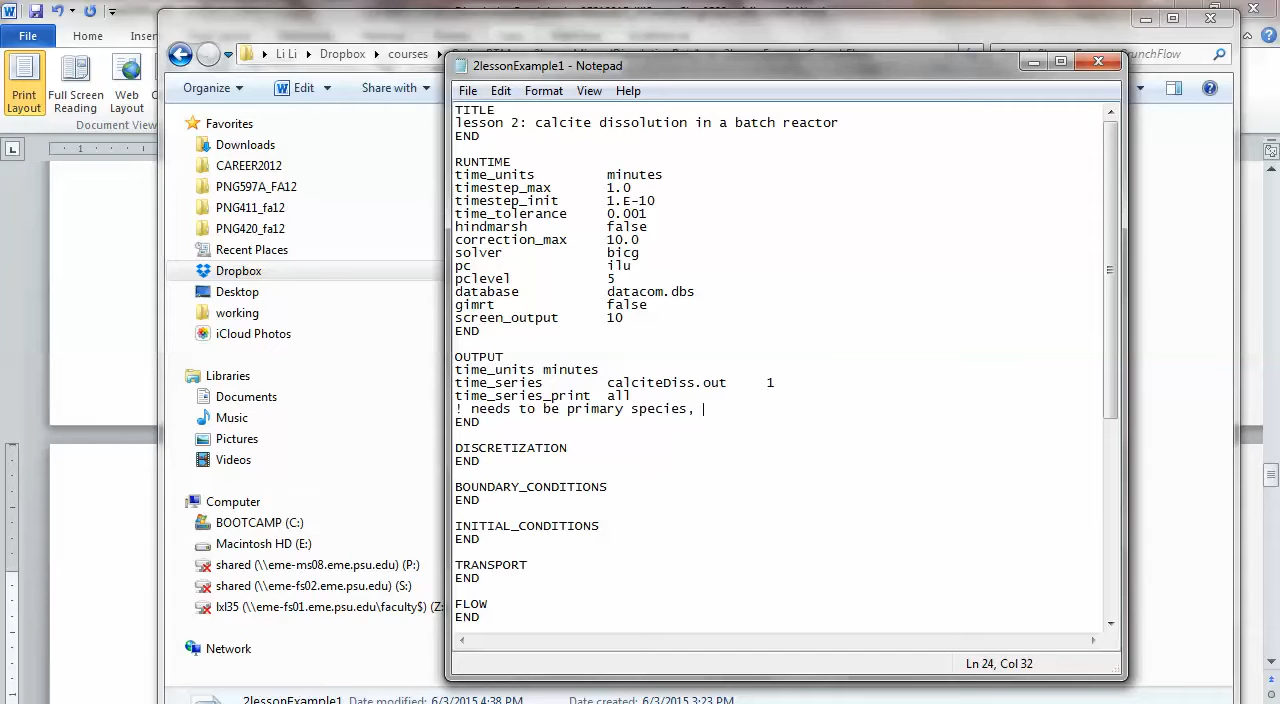 File
Home
Inser
Print Layout
Full Screen Reading
Web Layout
Document View
Li Li
Dropbox
courses
Organize
Edit
Share with
Favorites
Downloads
CAREER2012
PNG597A_FA12
PNG411_fa12
PNG420_fa12
Recent Places
Dropbox
Desktop
working
iCloud Photos
Libraries
Documents
Music
Pictures
Videos
Computer
BOOTCAMP (C:)
Macintosh HD (E:)
shared (\\eme-ms08.eme.psu.edu) (P:)
shared (\\eme-fs02.eme.psu.edu) (S:)
lxl35 (\\eme-fs01.eme.psu.edu\faculty$) (Z:
Network
2lessonExample1 Date modified: 6/3/2015 4:38 PM Date created: 6/3/2015 3:23 PM
2lessonExample1 - Notepad
File Edit Format View Help
TITLE
lesson 2: calcite dissolution in a batch reactor
END
RUNTIME
time_units minutes
timestep_max 1.0
timestep_init 1.E-10
time_tolerance 0.001
hindmarsh false
correction_max 10.0
solver bicg
pc ilu
pclevel 5
database datacom.dbs
gimrt false
screen_output 10
END
OUTPUT
time_units minutes
time_series calciteDiss.out 1
time_series_print all
! needs to be primary species,
END
DISCRETIZATION
END
BOUNDARY_CONDITIONS
END
INITIAL_CONDITIONS
END
TRANSPORT
END
FLOW
END
Ln 24, Col 32